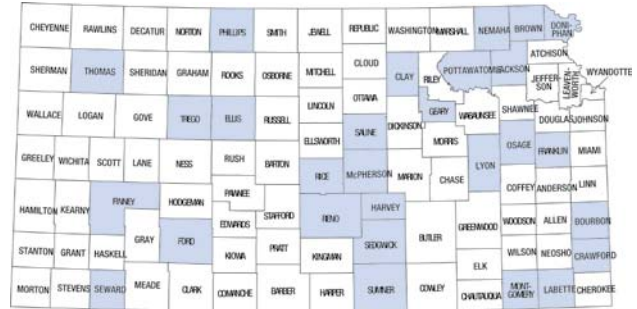 CHEYENNE RAWLINS DECATUR NORTON PHILLIPS SMITH JEWELL REPUBLIC WASHINGTON MARSHALL NEMAHA BROWN DONI-
PHAN
ATCHISON
SHERMAN THOMAS SHERIDAN GRAHAM ROOKS OSBORNE MITCHELL CLOUD CLAY RILEY POTTAWATOMIE JACKSON JEFFER-
SON
LEAVEN-
WORTH
WYANDOTTE
WALLACE LOGAN GOVE TREGO ELLIS RUSSELL LINCOLN OTTAWA DICKINSON GEARY WABAUNSEE SHAWNEE DOUGLAS JOHNSON
ELLSWORTH SALINE MORRIS OSAGE FRANKLIN MIAMI
GREELEY WICHITA SCOTT LANE NESS RUSH BARTON RICE McPHERSON MARION CHASE LYON
COFFEY ANDERSON LINN
HAMILTON KEARNY FINNEY HODGEMAN PAWNEE STAFFORD RENO HARVEY
GRAY FORD EDWARDS BUTLER GREENWOOD WOODSON ALLEN BOURBON
STANTON GRANT HASKELL KIOWA PRATT KINGMAN SEDGWICK ELK WILSON NEOSHO CRAWFORD
MORTON STEVENS SEWARD MEADE CLARK COMANCHE BARBER HARPER SUMNER COWLEY CHAUTAUQUA MONT-
GOMERY
LABETTE CHEROKEE